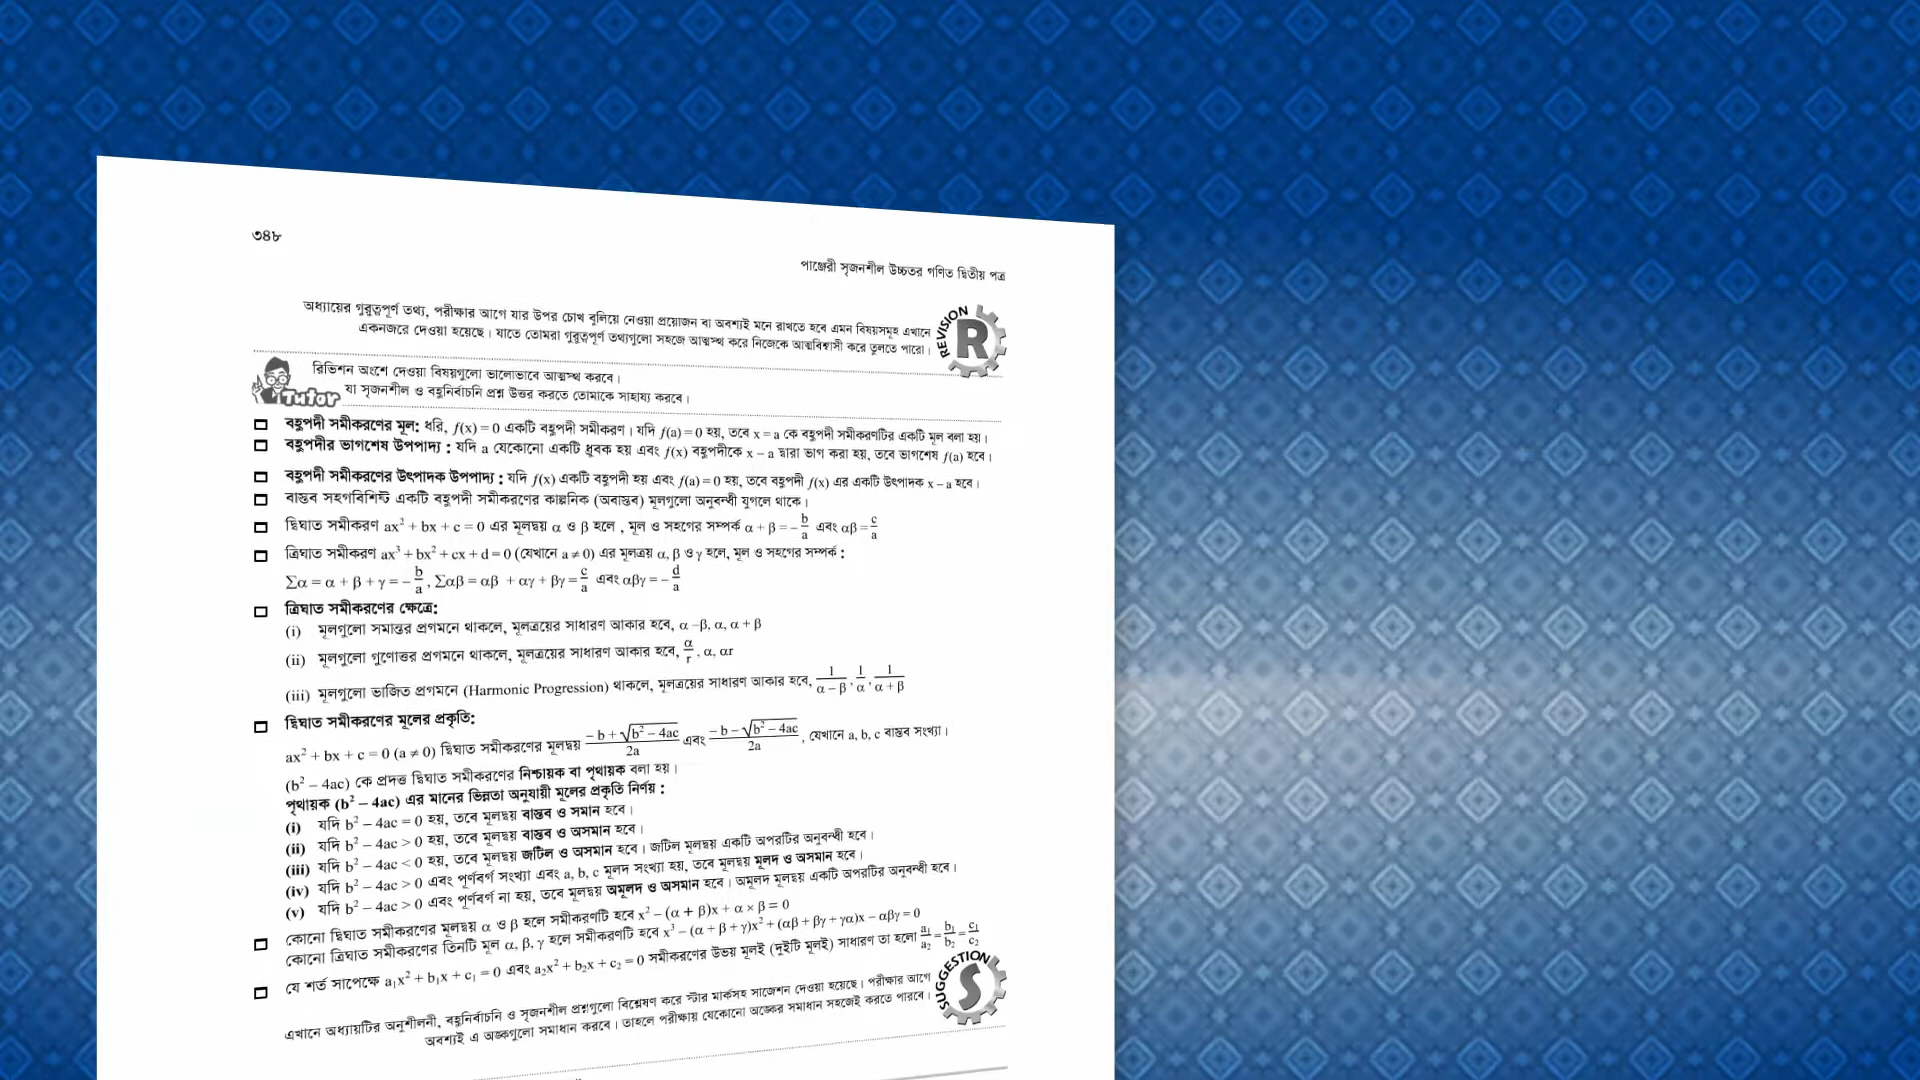 ৩৪৮
পাঞ্জেরী সৃজনশীল উচ্চতর গণিত দ্বিতীয় পত্র
অধ্যায়ের গুরুত্বপূর্ণ তথ্য, পরীক্ষার আগে যার উপর চোখ বুলিয়ে নেওয়া প্রয়োজন বা অবশ্যই মনে রাখতে হবে এমন বিষয়সমূহ এখানে
একনজরে দেওয়া হয়েছে। যাতে তোমরা গুরুত্বপূর্ণ তথ্যগুলো সহজে আত্মস্থ করে নিজেকে আত্মবিশ্বাসী করে তুলতে পারো।
REVISION
R
রিভিশন অংশে দেওয়া বিষয়গুলো ভালোভাবে আত্মস্থ করবে।
Tutor যা সৃজনশীল ও বহুনির্বাচনি প্রশ্ন উত্তর করতে তোমাকে সাহায্য করবে।
বহুপদী সমীকরণের মূল: ধরি, f(x) = 0 একটি বহুপদী সমীকরণ। যদি f(a) = 0 হয়, তবে x = a কে বহুপদী সমীকরণটির একটি মূল বলা হয়।
বহুপদীর ভাগশেষ উপপাদ্য : যদি a যেকোনো একটি ধ্রুবক হয় এবং f(x) বহুপদীকে x – a দ্বারা ভাগ করা হয়, তবে ভাগশেষ f(a) হবে।
বহুপদী সমীকরণের উৎপাদক উপপাদ্য : যদি f(x) একটি বহুপদী হয় এবং f(a) = 0 হয়, তবে বহুপদী f(x) এর একটি উৎপাদক x – a হবে।
বাস্তব সহগবিশিষ্ট একটি বহুপদী সমীকরণের কাল্পনিক (অবাস্তব) মূলগুলো অনুবন্ধী যুগলে থাকে।
দ্বিঘাত সমীকরণ ax² + bx + c = 0 এর মূলদ্বয় α ও β হলে , মূল ও সহগের সম্পর্ক α + β = – b/a এবং αβ = c/a
ত্রিঘাত সমীকরণ ax³ + bx² + cx + d = 0 (যেখানে a ≠ 0) এর মূলত্রয় α, β ও γ হলে, মূল ও সহগের সম্পর্ক :
∑α = α + β + γ = – b/a , ∑αβ = αβ + αγ + βγ = c/a এবং αβγ = – d/a
ত্রিঘাত সমীকরণের ক্ষেত্রে:
(i) মূলগুলো সমান্তর প্রগমনে থাকলে, মূলত্রয়ের সাধারণ আকার হবে, α –β, α, α + β
(ii) মূলগুলো গুণোত্তর প্রগমনে থাকলে, মূলত্রয়ের সাধারণ আকার হবে, α/r , α, αr
(iii) মূলগুলো ভাজিত প্রগমনে (Harmonic Progression) থাকলে, মূলত্রয়ের সাধারণ আকার হবে, 1/(α – β) , 1/α , 1/(α + β)
দ্বিঘাত সমীকরণের মূলের প্রকৃতি:
ax² + bx + c = 0 (a ≠ 0) দ্বিঘাত সমীকরণের মূলদ্বয় (– b + √(b² – 4ac))/2a এবং (– b – √(b² – 4ac))/2a , যেখানে a, b, c বাস্তব সংখ্যা।
(b² – 4ac) কে প্রদত্ত দ্বিঘাত সমীকরণের নিশ্চায়ক বা পৃথায়ক বলা হয়।
পৃথায়ক (b² – 4ac) এর মানের ভিন্নতা অনুযায়ী মূলের প্রকৃতি নির্ণয় :
(i) যদি b² – 4ac = 0 হয়, তবে মূলদ্বয় বাস্তব ও সমান হবে।
(ii) যদি b² – 4ac > 0 হয়, তবে মূলদ্বয় বাস্তব ও অসমান হবে।
(iii) যদি b² – 4ac < 0 হয়, তবে মূলদ্বয় জটিল ও অসমান হবে। জটিল মূলদ্বয় একটি অপরটির অনুবন্ধী হবে।
(iv) যদি b² – 4ac > 0 এবং পূর্ণবর্গ সংখ্যা এবং a, b, c মূলদ সংখ্যা হয়, তবে মূলদ্বয় মূলদ ও অসমান হবে।
(v) যদি b² – 4ac > 0 এবং পূর্ণবর্গ না হয়, তবে মূলদ্বয় অমূলদ ও অসমান হবে। অমূলদ মূলদ্বয় একটি অপরটির অনুবন্ধী হবে।
কোনো দ্বিঘাত সমীকরণের মূলদ্বয় α ও β হলে সমীকরণটি হবে x² – (α + β)x + α × β = 0
কোনো ত্রিঘাত সমীকরণের তিনটি মূল α, β, γ হলে সমীকরণটি হবে x³ – (α + β + γ)x² + (αβ + βγ + γα)x – αβγ = 0
যে শর্ত সাপেক্ষে a₁x² + b₁x + c₁ = 0 এবং a₂x² + b₂x + c₂ = 0 সমীকরণের উভয় মূলই (দুইটি মূলই) সাধারণ তা হলো a₁/a₂ = b₁/b₂ = c₁/c₂
এখানে অধ্যায়টির অনুশীলনী, বহুনির্বাচনি ও সৃজনশীল প্রশ্নগুলো বিশ্লেষণ করে স্টার মার্কসহ সাজেশন দেওয়া হয়েছে। পরীক্ষার আগে
অবশ্যই এ অঙ্কগুলো সমাধান করবে। তাহলে পরীক্ষায় যেকোনো অঙ্কের সমাধান সহজেই করতে পারবে।
SUGGESTION
S